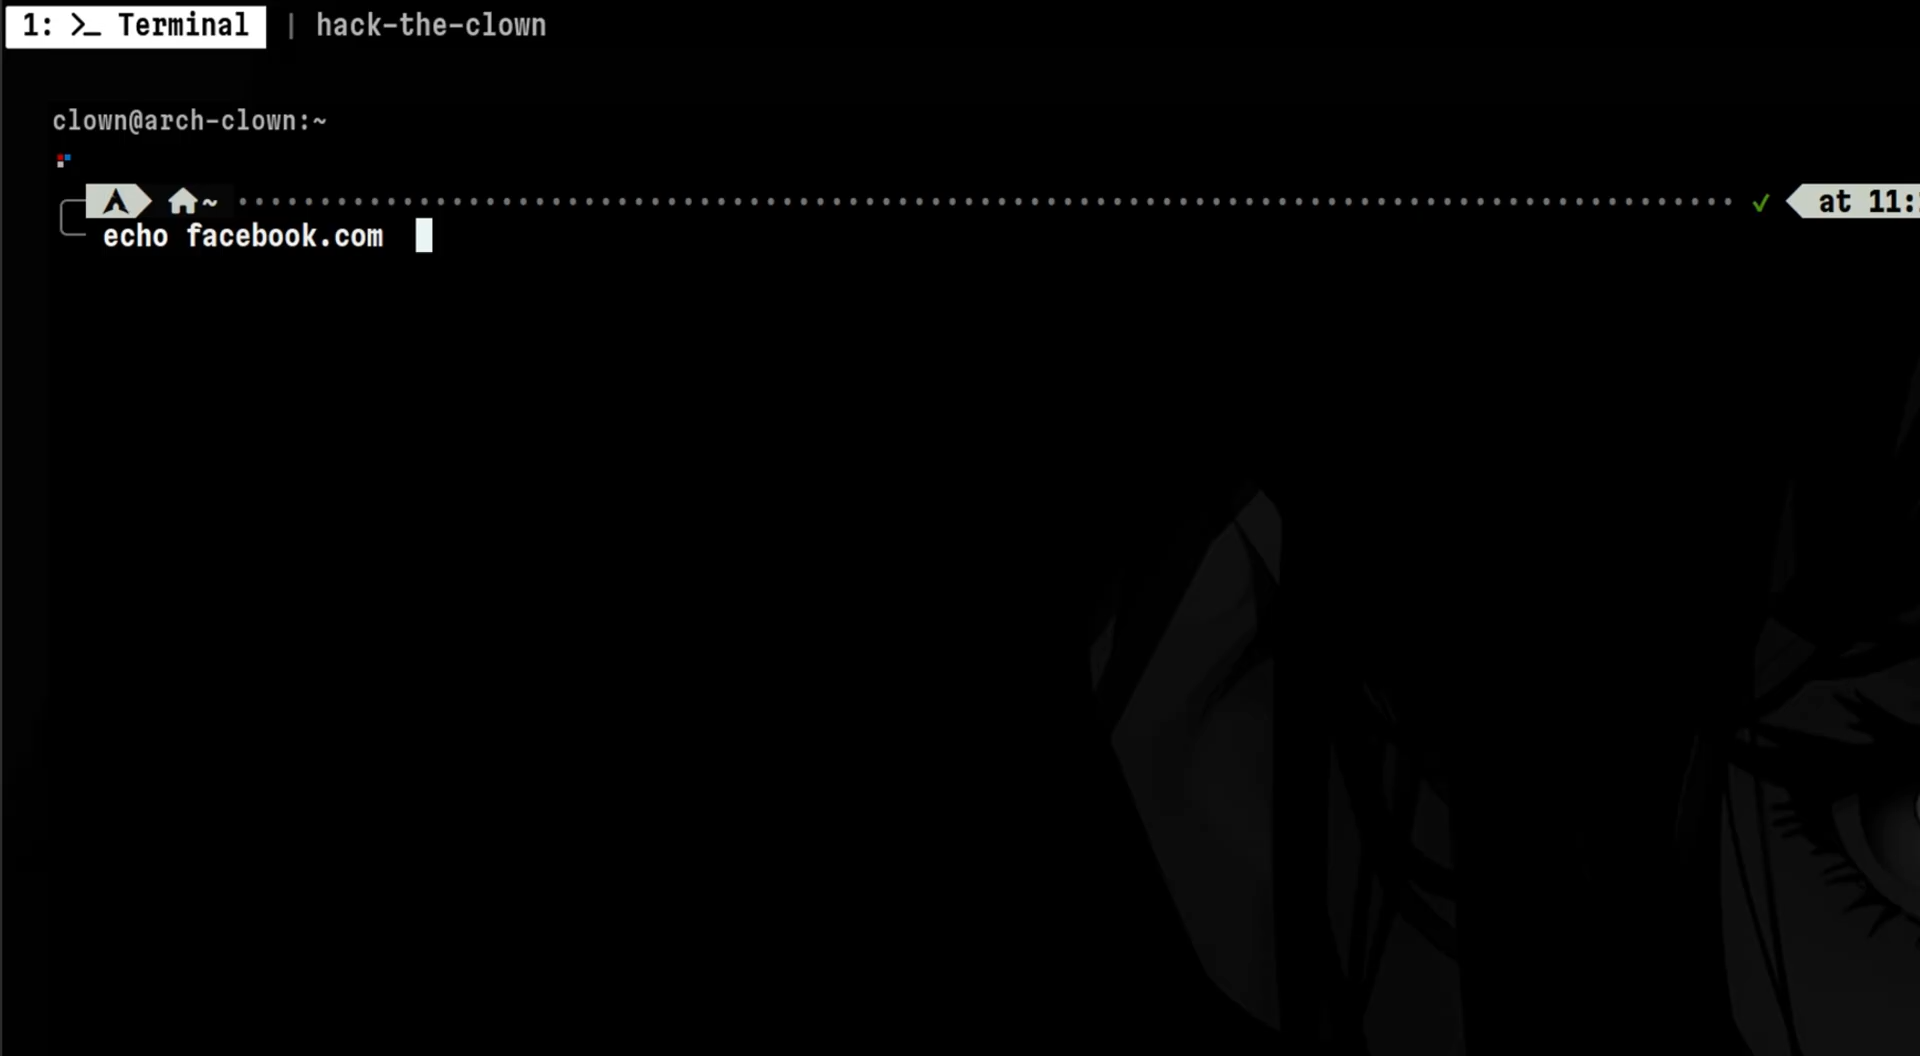 1: >_ Terminal | hack-the-clown
clown@arch-clown:~
~ ✓ at 11:
echo facebook.com